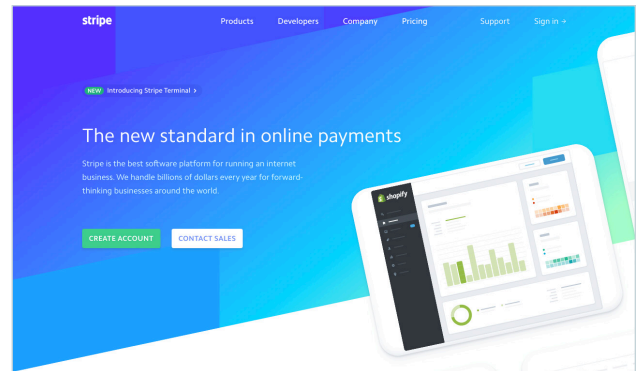 stripe
Products Developers Company Pricing Support Sign in →
NEW Introducing Stripe Terminal >
The new standard in online payments
Stripe is the best software platform for running an internet
business. We handle billions of dollars every year for forward-
thinking businesses around the world.
CREATE ACCOUNT CONTACT SALES
shopify